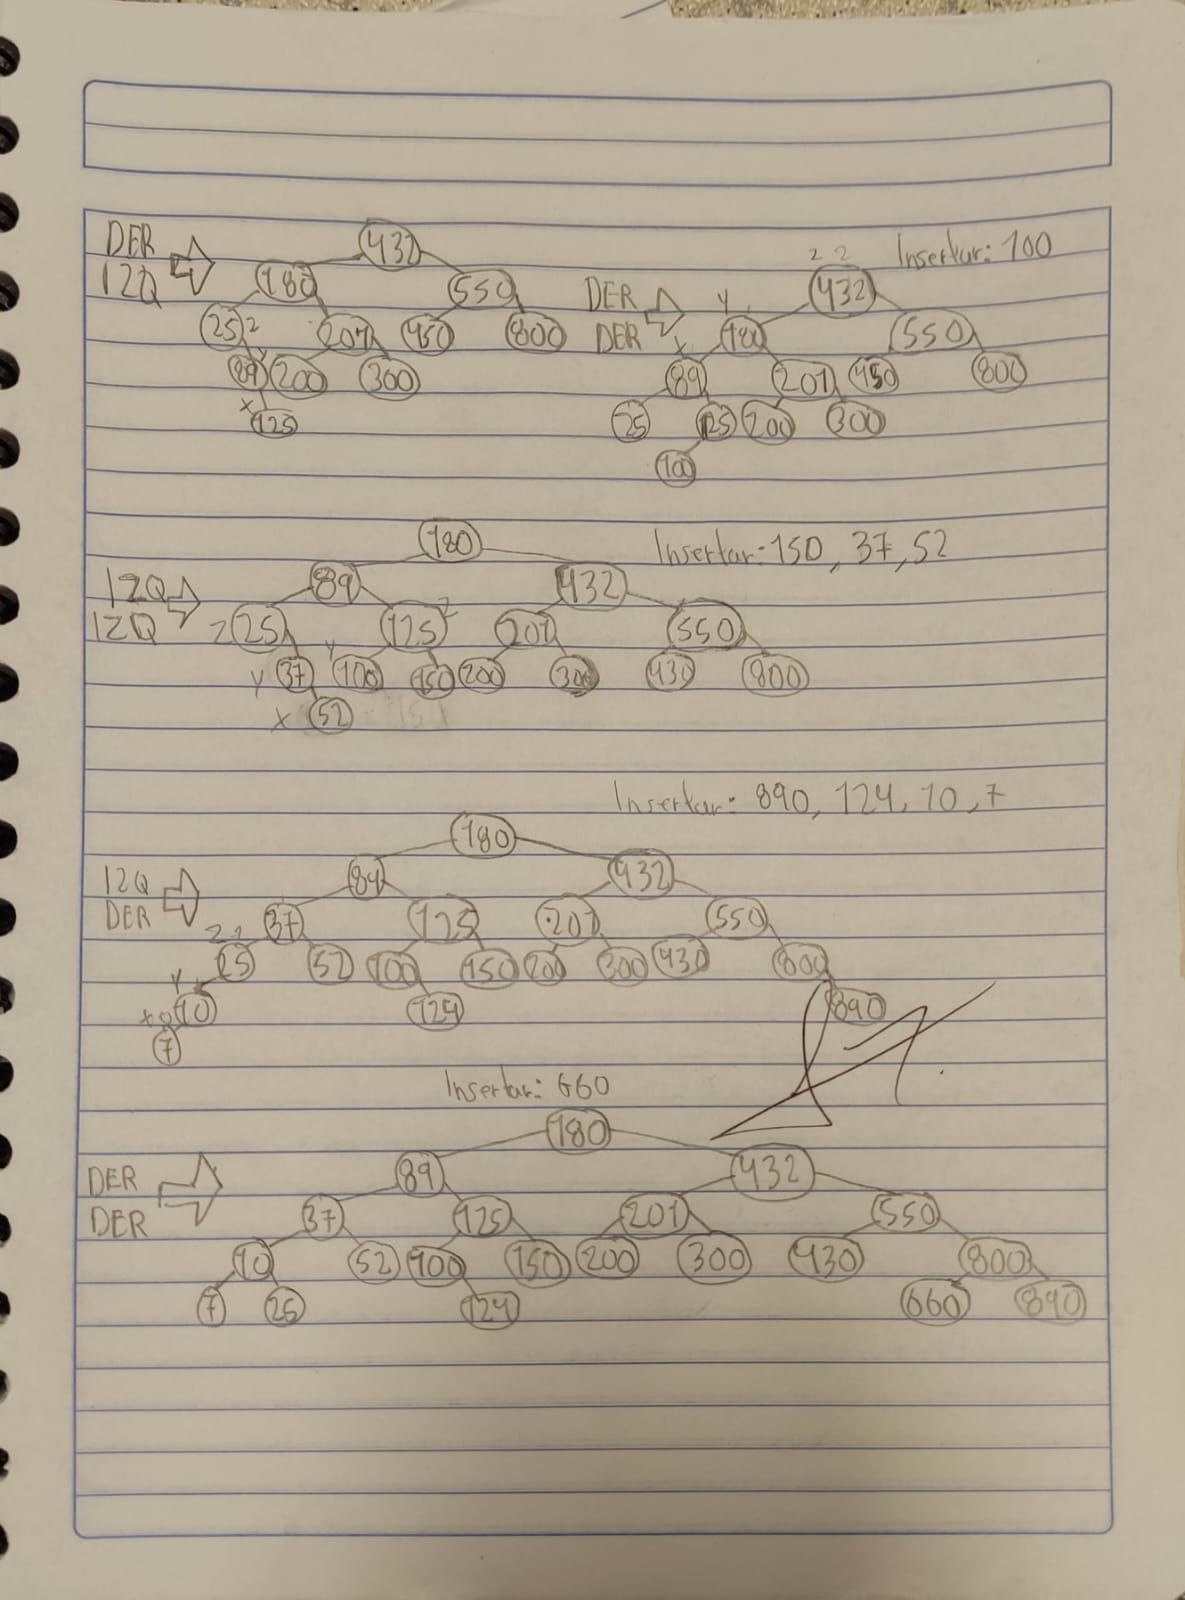 DER
IZQ
432
180 550
25 2 207 450 800
89 y 200 300
x 125
Insertar: 100
DER
DER
z 2
432
y 180 550
x 89 207 450 800
25 125 200 300
100
Insertar: 150, 37, 52
IZQ
IZQ
180
89 432
z 25 125 z 207 550
y 37 y 100 150 200 300 430 800
x 52
Insertar: 890, 124, 10, 7
IZQ
DER
180
89 432
37 125 207 550
25 52 100 150 200 300 430 800
y 10 124 890
x 7
Insertar: 660
DER
DER
180
89 432
37 125 207 550
10 52 100 150 200 300 430 800
7 25 124 660 890